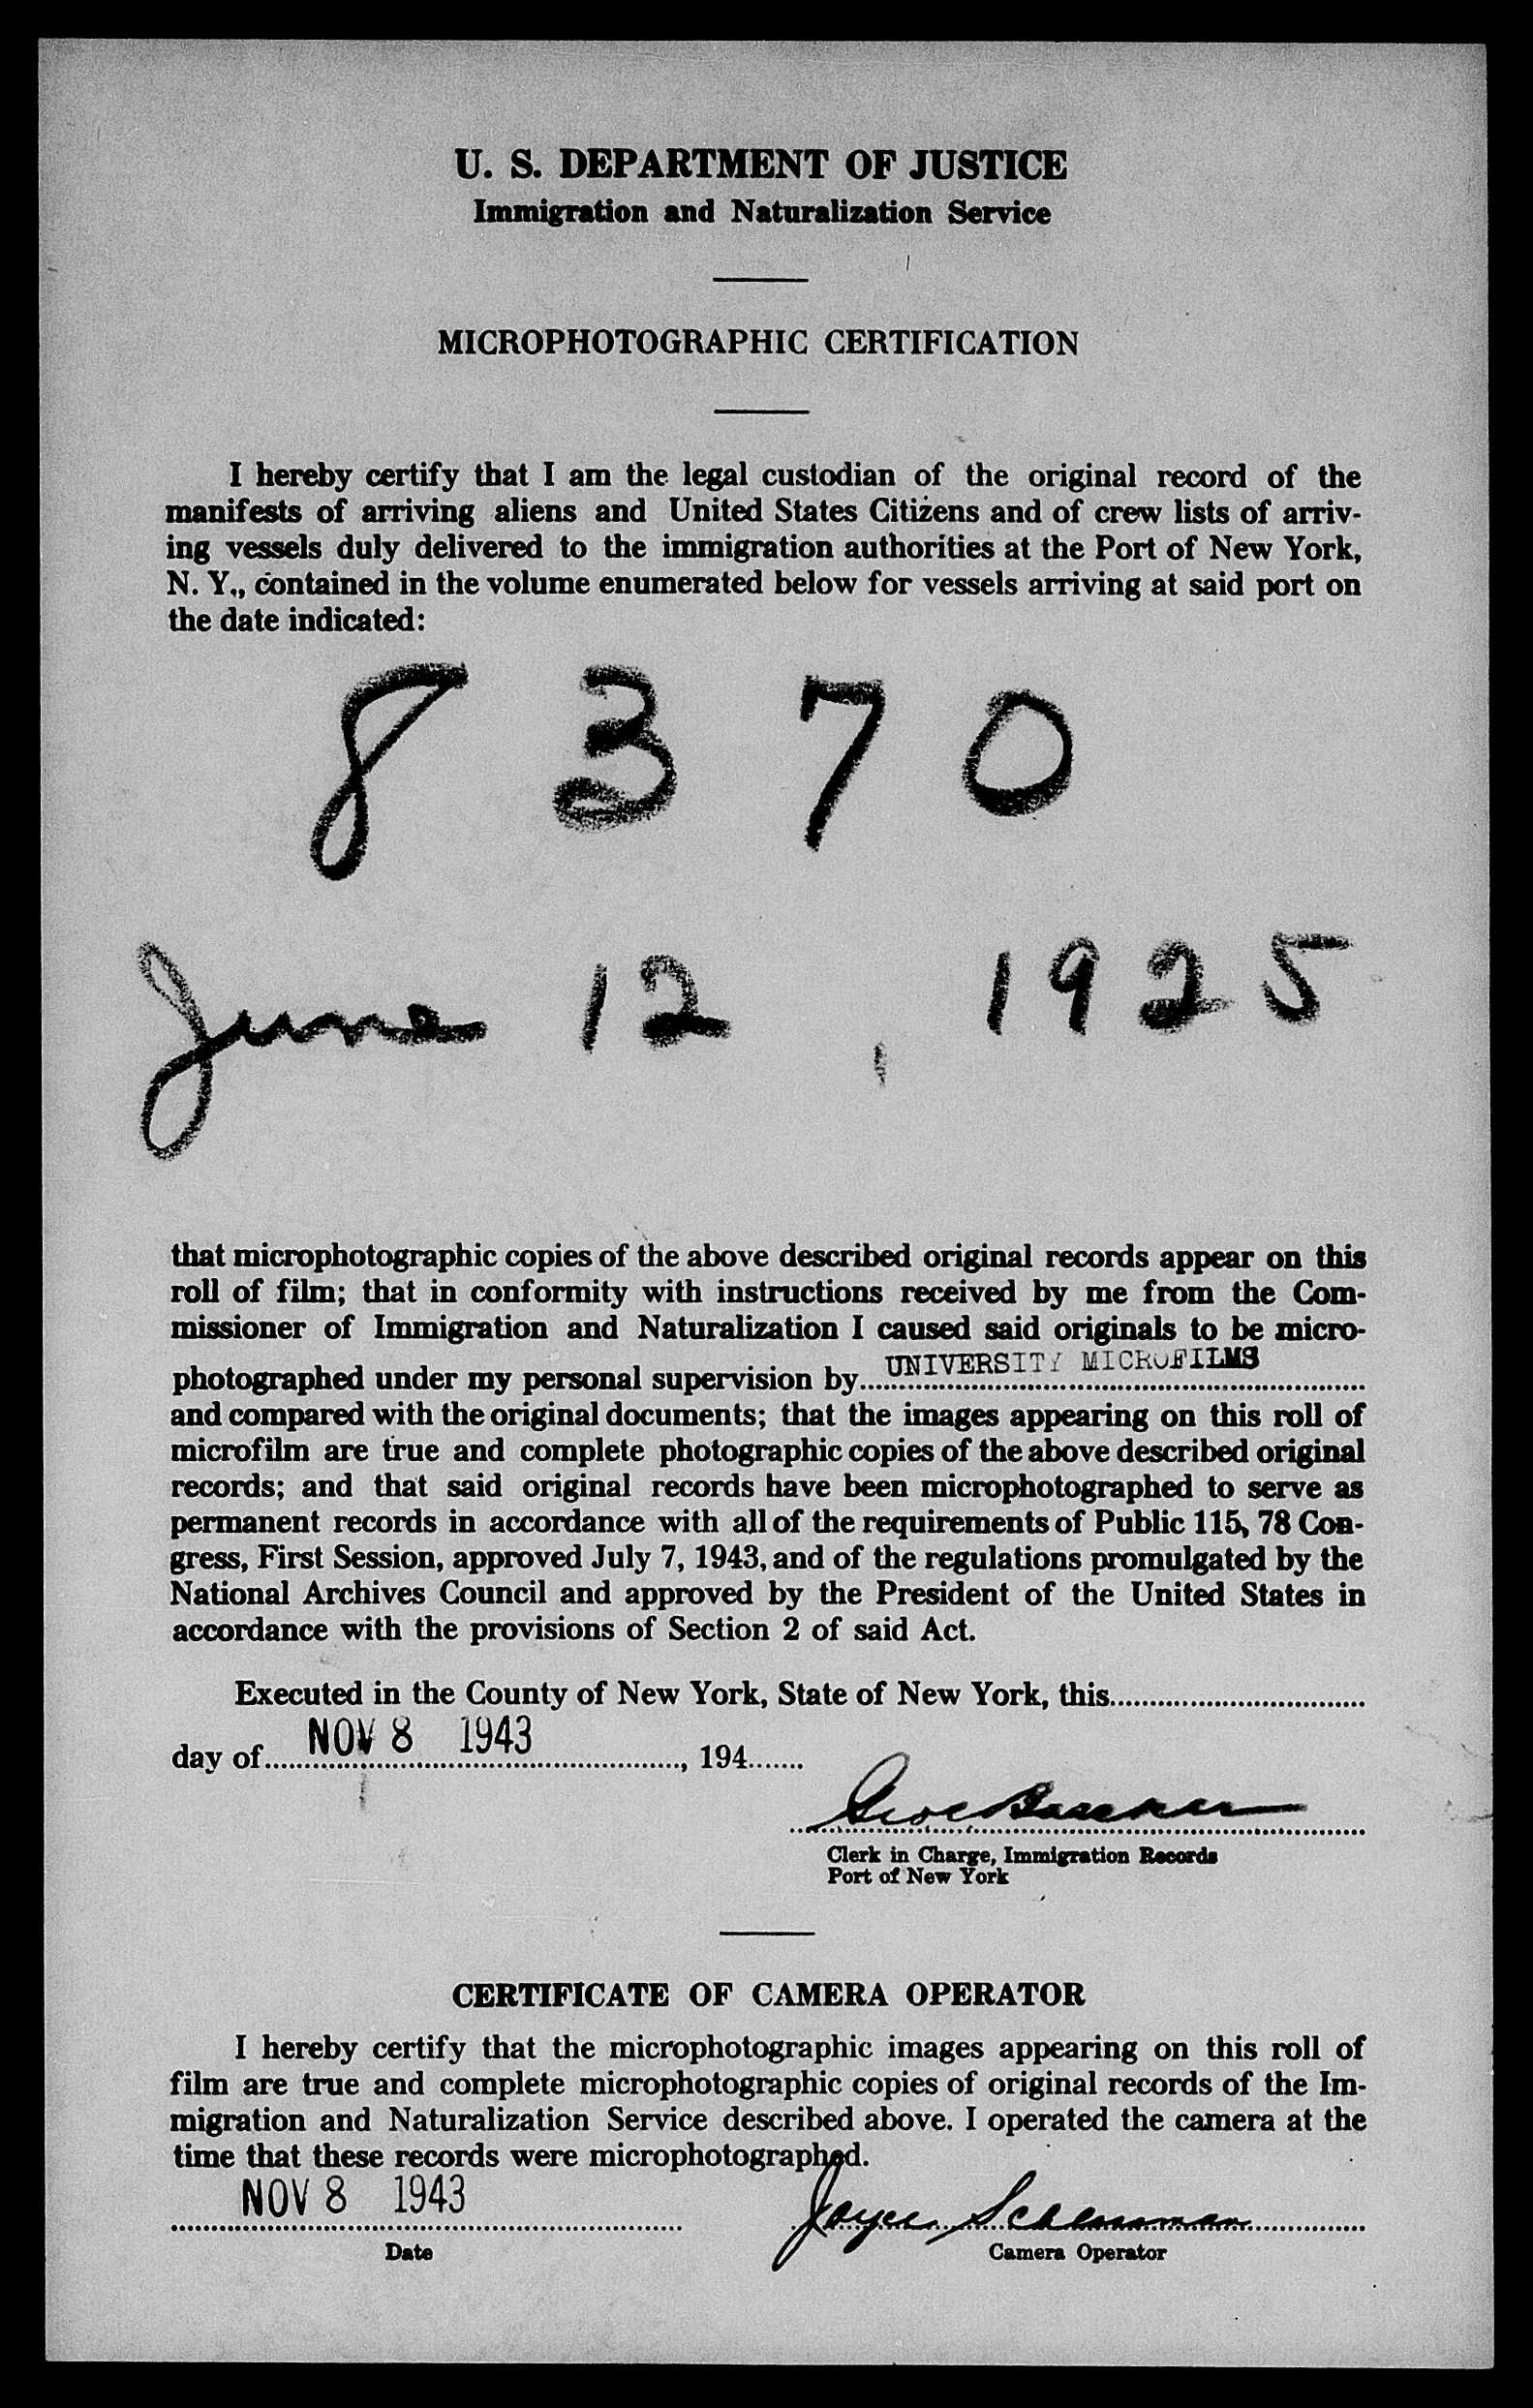 U. S. DEPARTMENT OF JUSTICE
Immigration and Naturalization Service
MICROPHOTOGRAPHIC CERTIFICATION
I hereby certify that I am the legal custodian of the original record of the
manifests of arriving aliens and United States Citizens and of crew lists of arriv-
ing vessels duly delivered to the immigration authorities at the Port of New York,
N. Y., contained in the volume enumerated below for vessels arriving at said port on
the date indicated:
8 3 7 0
June 12, 1925
that microphotographic copies of the above described original records appear on this
roll of film; that in conformity with instructions received by me from the Com-
missioner of Immigration and Naturalization I caused said originals to be micro-
photographed under my personal supervision by UNIVERSITY MICROFILMS
and compared with the original documents; that the images appearing on this roll of
microfilm are true and complete photographic copies of the above described original
records; and that said original records have been microphotographed to serve as
permanent records in accordance with all of the requirements of Public 115, 78 Con-
gress, First Session, approved July 7, 1943, and of the regulations promulgated by the
National Archives Council and approved by the President of the United States in
accordance with the provisions of Section 2 of said Act.
Executed in the County of New York, State of New York, this
day of NOV 8 1943, 194
Clerk in Charge, Immigration Records
Port of New York
CERTIFICATE OF CAMERA OPERATOR
I hereby certify that the microphotographic images appearing on this roll of
film are true and complete microphotographic copies of original records of the Im-
migration and Naturalization Service described above. I operated the camera at the
time that these records were microphotographed.
NOV 8 1943 Joyce
Date Camera Operator